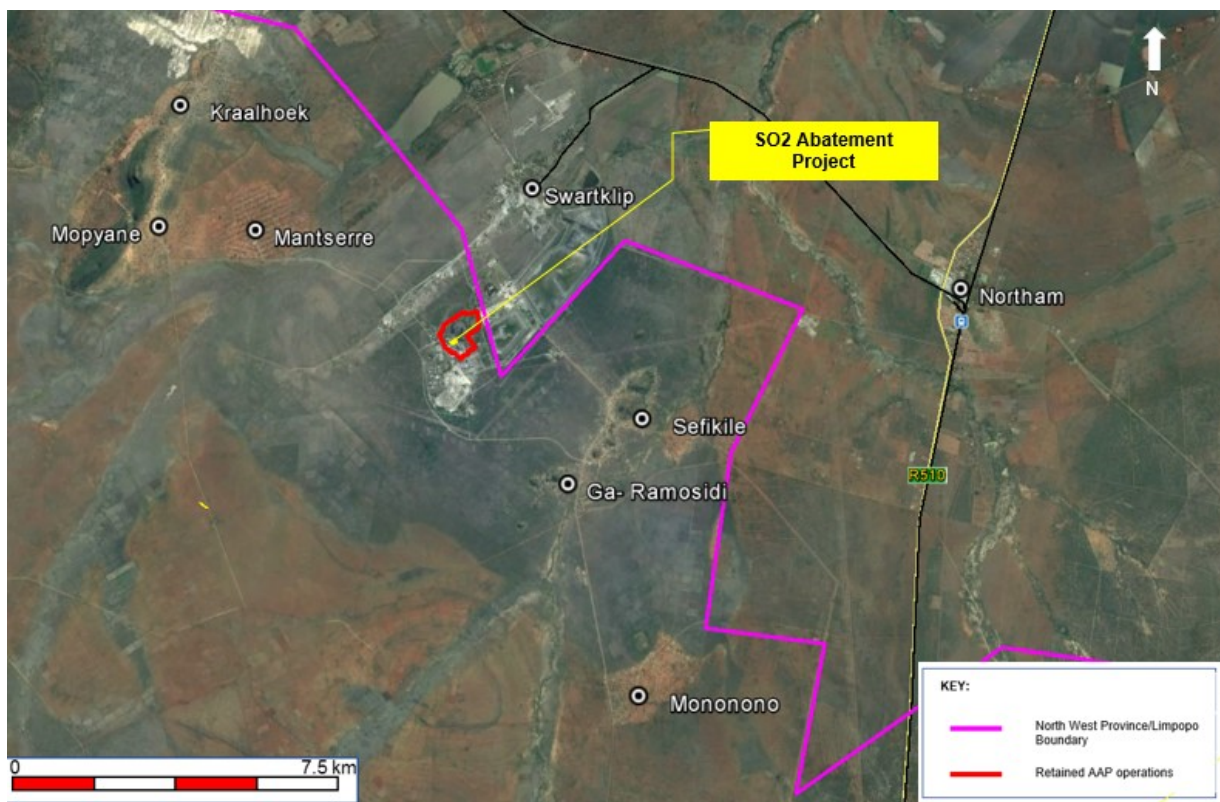 N
Kraalhoek
SO2 Abatement
Project
Swartklip
Mopyane
Mantserre
Northam
Sefikile
R510
Ga- Ramosidi
Mononono
KEY:
North West Province/Limpopo
Boundary
Retained AAP operations
0
7.5 km